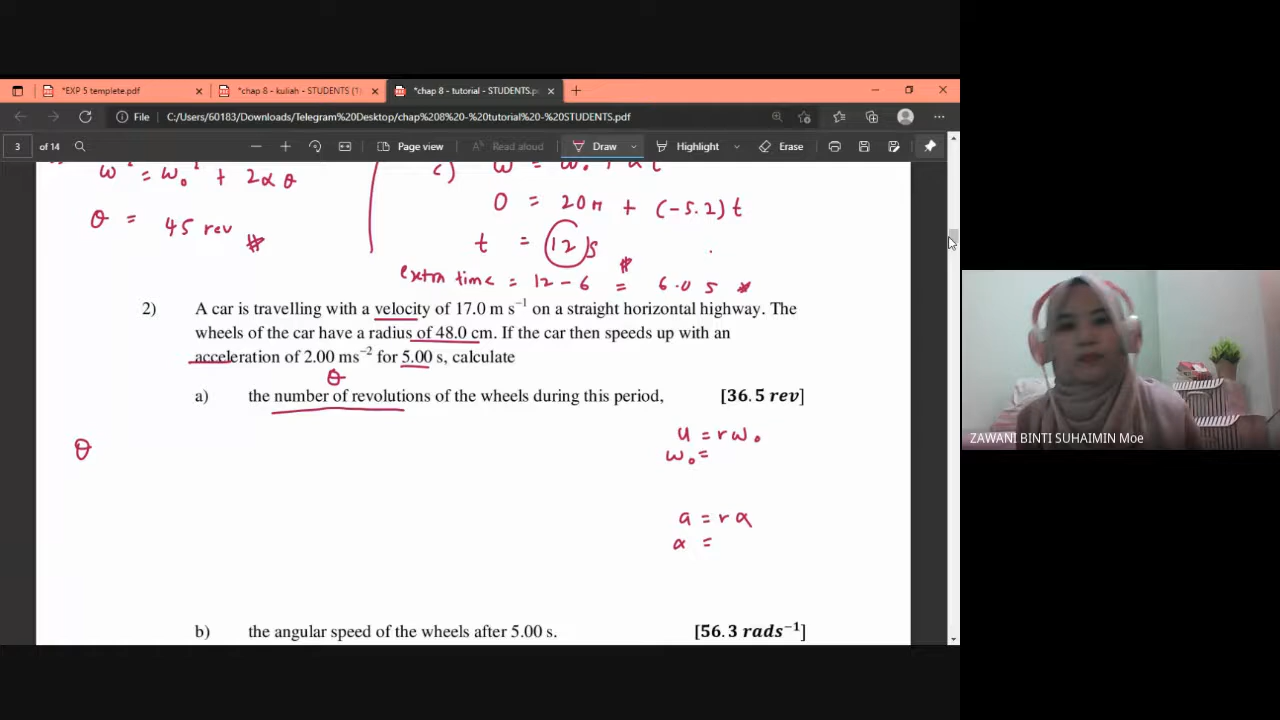 *EXP 5 templete.pdf
*chap 8 - kuliah - STUDENTS (T
*chap 8 - tutorial - STUDENTS.p
File
C:/Users/60183/Downloads/Telegram%20Desktop/chap%208%20-%20tutorial%20-%20STUDENTS.pdf
3 of 14
Page view
Read aloud
Draw
Highlight
Erase
ω² = ω₀² + 2αθ
θ = 45 rev
c) ω = ω₀ + αt
0 = 20π + (-5.2)t
t = 12 s
extra time = 12 - 6 = 6.0 s
2) A car is travelling with a velocity of 17.0 m s⁻¹ on a straight horizontal highway. The
wheels of the car have a radius of 48.0 cm. If the car then speeds up with an
acceleration of 2.00 ms⁻² for 5.00 s, calculate
θ
a) the number of revolutions of the wheels during this period, [36.5 rev]
u = rω₀
θ
ω₀ =
a = rα
α =
b) the angular speed of the wheels after 5.00 s. [56.3 rads⁻¹]
ZAWANI BINTI SUHAIMIN Moe